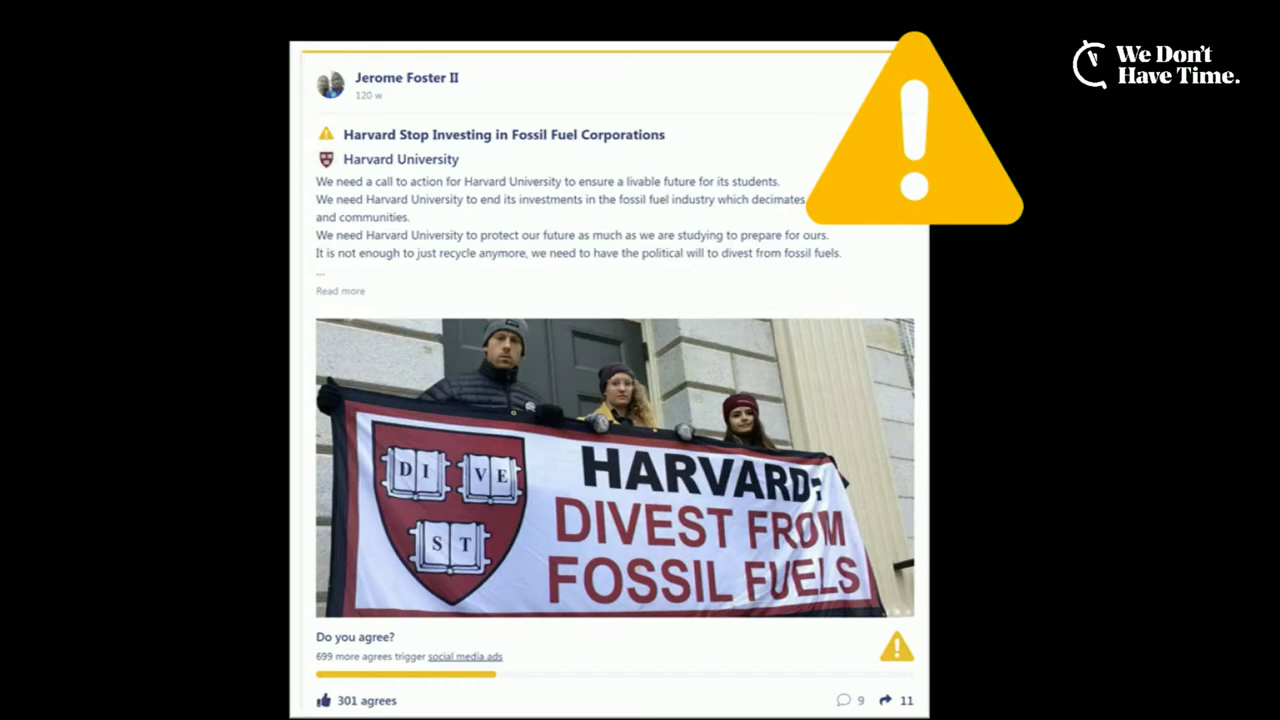 We Don't
Have Time.
Jerome Foster II
120 w
Harvard Stop Investing in Fossil Fuel Corporations
Harvard University
We need a call to action for Harvard University to ensure a livable future for its students.
We need Harvard University to end its investments in the fossil fuel industry which decimates
and communities.
We need Harvard University to protect our future as much as we are studying to prepare for ours.
It is not enough to just recycle anymore, we need to have the political will to divest from fossil fuels.
...
Read more
DI VE
ST
HARVARD:
DIVEST FROM
FOSSIL FUELS
Do you agree?
699 more agrees trigger social media ads
301 agrees
9
11